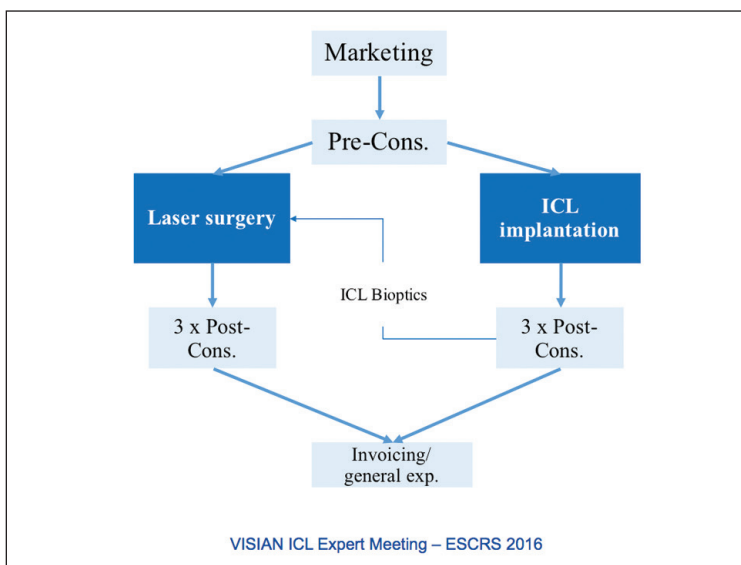 Marketing
Pre-Cons.
Laser surgery
ICL
implantation
ICL Bioptics
3 x Post-
Cons.
3 x Post-
Cons.
Invoicing/
general exp.
VISIAN ICL Expert Meeting – ESCRS 2016